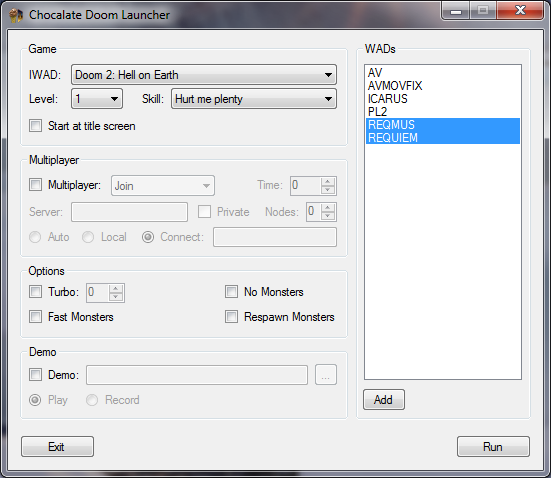 Chocalate Doom Launcher
Game
IWAD: Doom 2: Hell on Earth
Level: 1 Skill: Hurt me plenty
Start at title screen
Multiplayer
Multiplayer: Join Time: 0
Server: Private Nodes: 0
Auto Local Connect:
Options
Turbo: 0 No Monsters
Fast Monsters Respawn Monsters
Demo
Demo: ...
Play Record
Exit
WADs
AV
AVMOVFIX
ICARUS
PL2
REQMUS
REQUIEM
Add
Run